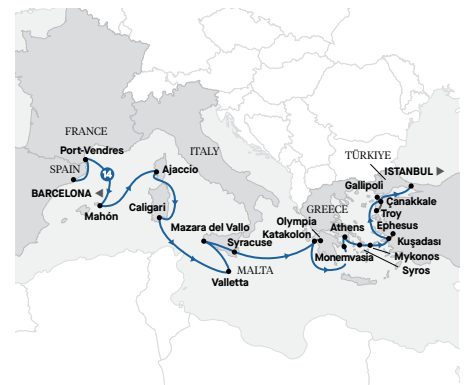 FRANCE
Port-Vendres
SPAIN
14
BARCELONA ◀
Mahón
Ajaccio
ITALY
Caligari
Mazara del Vallo
Syracuse
MALTA
Valletta
TÜRKIYE
ISTANBUL ▶
Gallipoli
Çanakkale
Troy
GREECE
Olympia
Katakolon
Athens
Ephesus
Kuşadası
Monemvasia
Mykonos
Syros